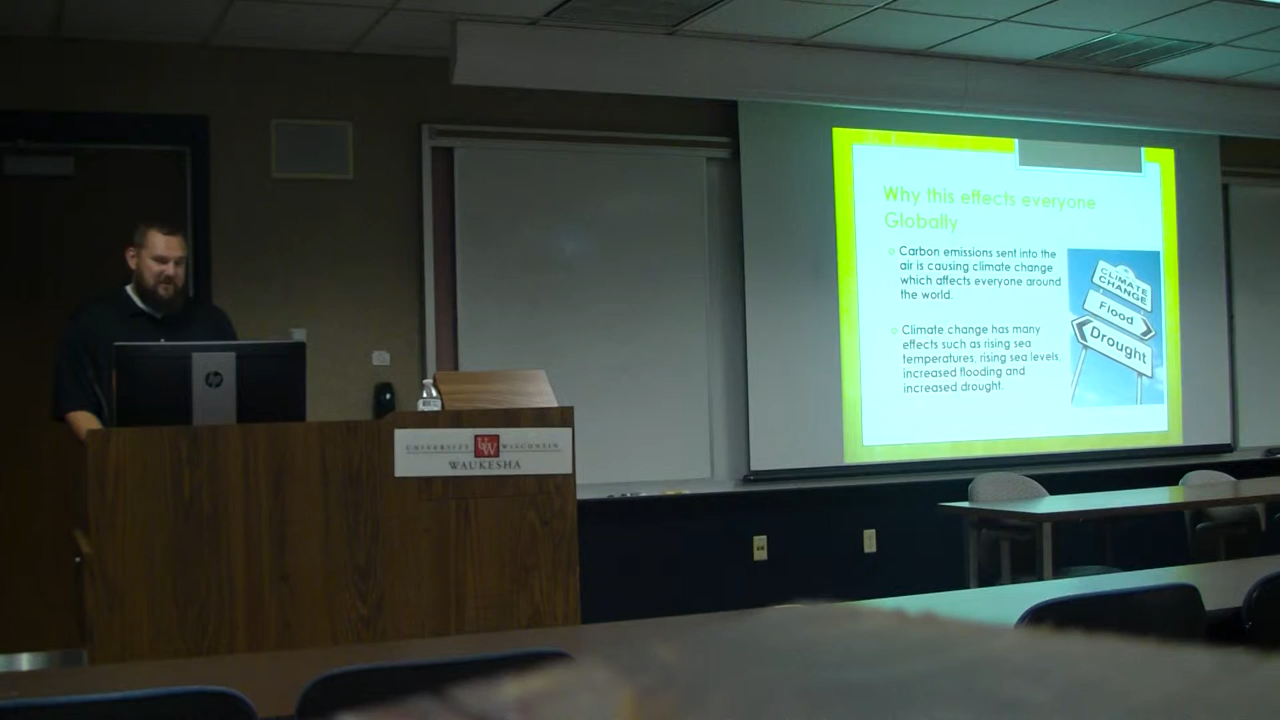 Why this effects everyone
Globally
Carbon emissions sent into the
air is causing climate change
which affects everyone around
the world.
Climate change has many
effects such as rising sea
temperatures, rising sea levels,
increased flooding and
increased drought.
CLIMATE
CHANGE
Flood
Drought
hp
UNIVERSITY UW WISCONSIN
WAUKESHA